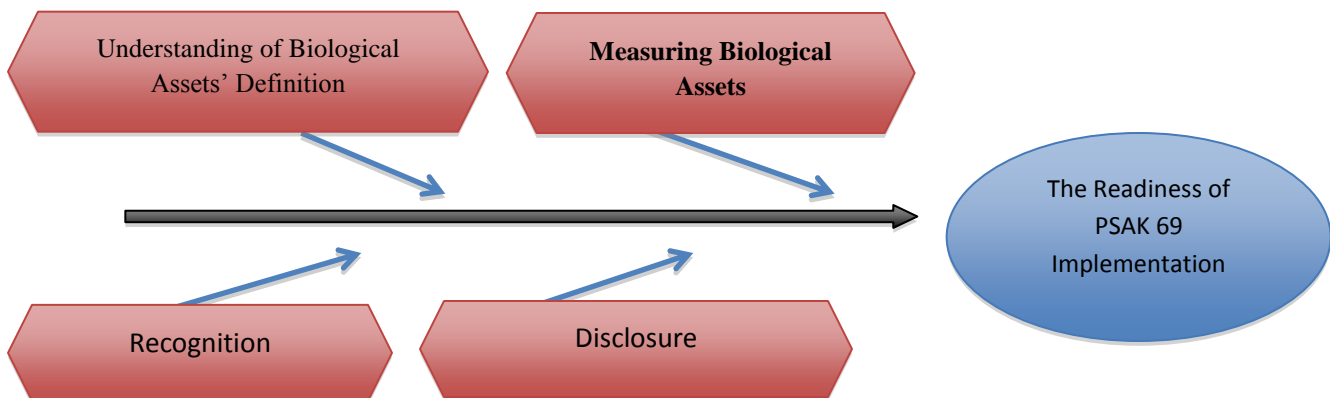 Understanding of Biological
Assets’ Definition
Measuring Biological
Assets
The Readiness of
PSAK 69
Implementation
Recognition
Disclosure